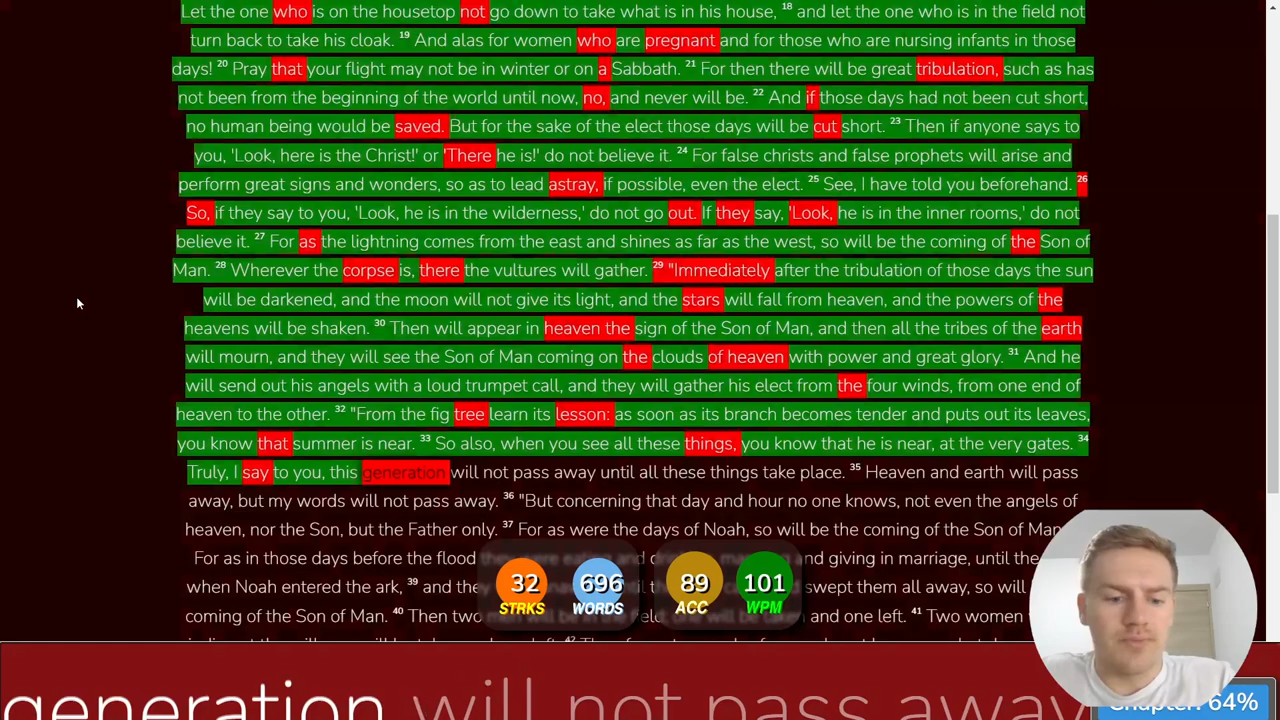 Let the one who is on the housetop not go down to take what is in his house, 18 and let the one who is in the field not
turn back to take his cloak. 19 And alas for women who are pregnant and for those who are nursing infants in those
days! 20 Pray that your flight may not be in winter or on a Sabbath. 21 For then there will be great tribulation, such as has
not been from the beginning of the world until now, no, and never will be. 22 And if those days had not been cut short,
no human being would be saved. But for the sake of the elect those days will be cut short. 23 Then if anyone says to
you, 'Look, here is the Christ!' or 'There he is!' do not believe it. 24 For false christs and false prophets will arise and
perform great signs and wonders, so as to lead astray, if possible, even the elect. 25 See, I have told you beforehand. 26
So, if they say to you, 'Look, he is in the wilderness,' do not go out. If they say, 'Look, he is in the inner rooms,' do not
believe it. 27 For as the lightning comes from the east and shines as far as the west, so will be the coming of the Son of
Man. 28 Wherever the corpse is, there the vultures will gather. 29 "Immediately after the tribulation of those days the sun
will be darkened, and the moon will not give its light, and the stars will fall from heaven, and the powers of the
heavens will be shaken. 30 Then will appear in heaven the sign of the Son of Man, and then all the tribes of the earth
will mourn, and they will see the Son of Man coming on the clouds of heaven with power and great glory. 31 And he
will send out his angels with a loud trumpet call, and they will gather his elect from the four winds, from one end of
heaven to the other. 32 "From the fig tree learn its lesson: as soon as its branch becomes tender and puts out its leaves,
you know that summer is near. 33 So also, when you see all these things, you know that he is near, at the very gates. 34
Truly, I say to you, this generation will not pass away until all these things take place. 35 Heaven and earth will pass
away, but my words will not pass away. 36 "But concerning that day and hour no one knows, not even the angels of
heaven, nor the Son, but the Father only. 37 For as were the days of Noah, so will be the coming of the Son of Man
For as in those days before the flood and giving in marriage, until the
when Noah entered the ark, 39 and they swept them all away, so will
coming of the Son of Man. 40 Then two and one left. 41 Two women
32 696 89 101
STRKS WORDS ACC WPM
generation will not pass away
Chapter: 64%